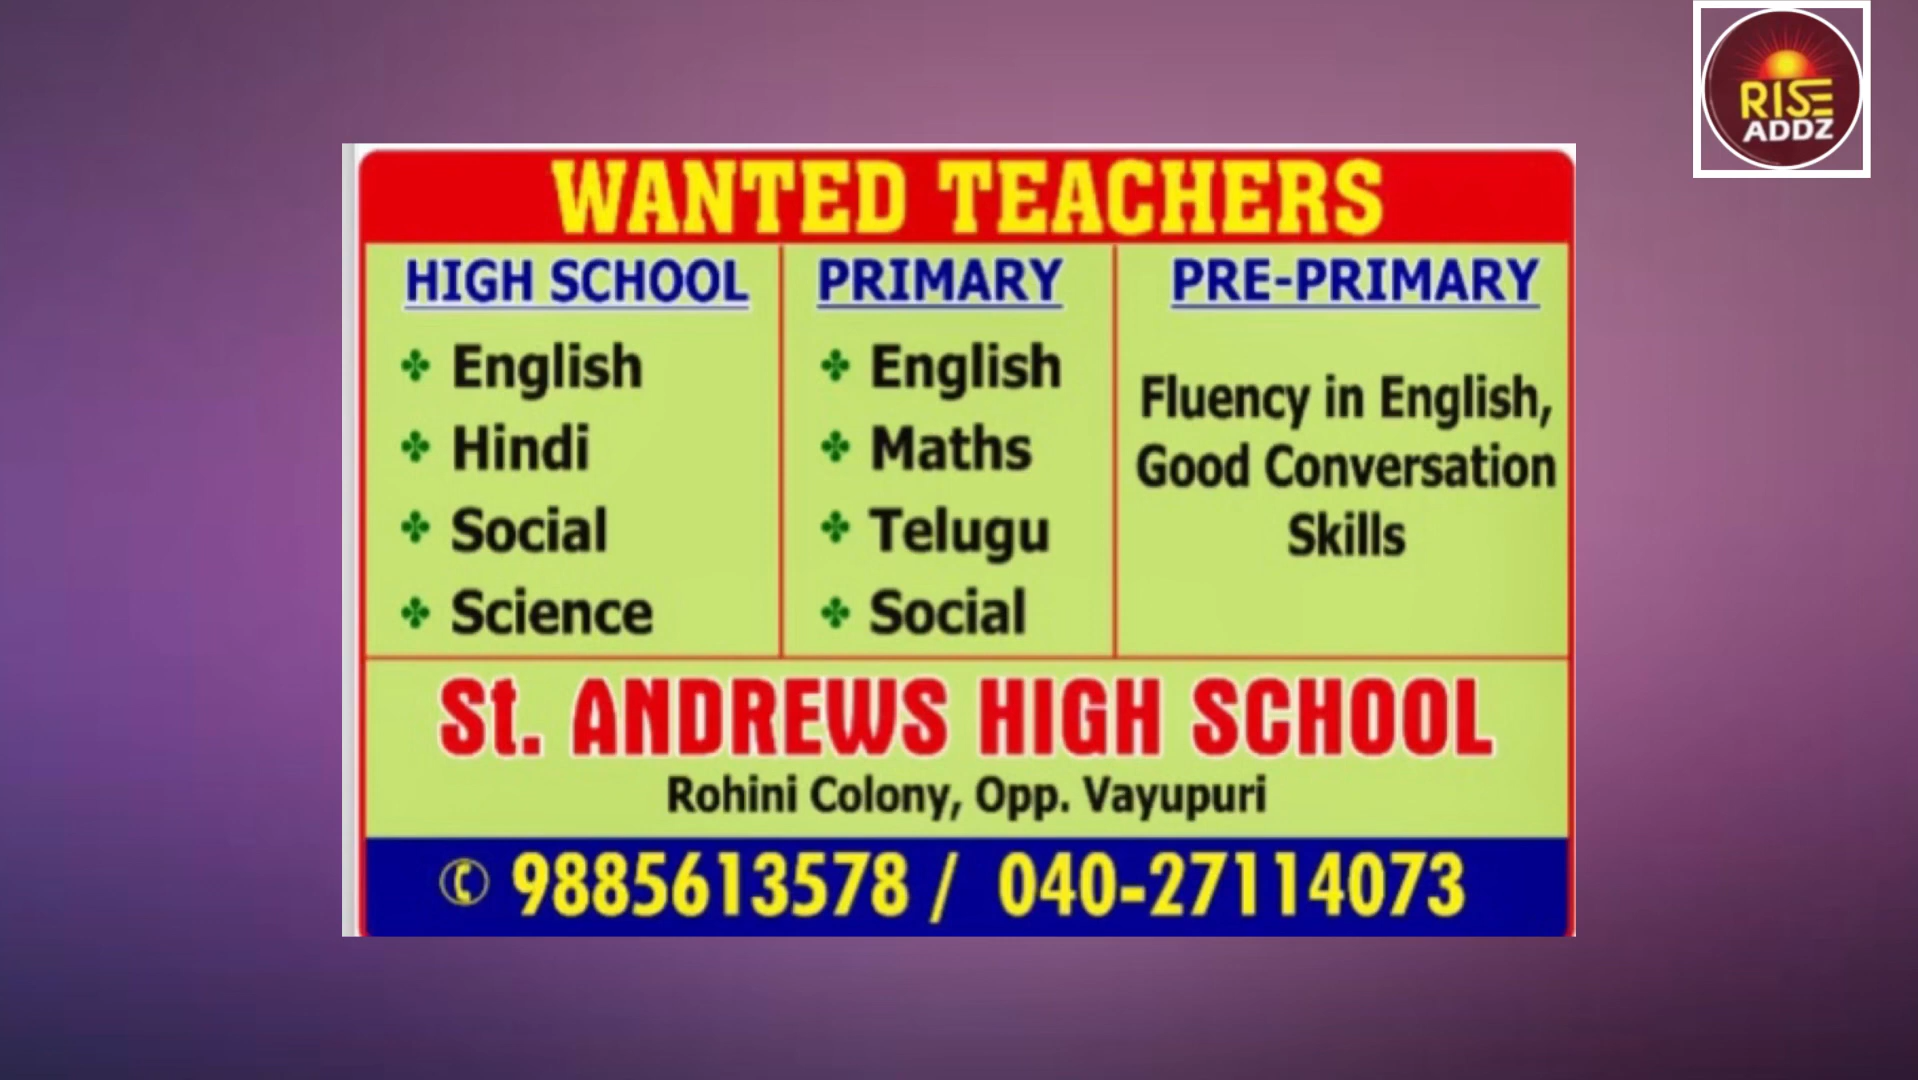 RISE
ADDZ
WANTED TEACHERS
HIGH SCHOOL
English
Hindi
Social
Science
PRIMARY
English
Maths
Telugu
Social
PRE-PRIMARY
Fluency in English,
Good Conversation
Skills
St. ANDREWS HIGH SCHOOL
Rohini Colony, Opp. Vayupuri
9885613578 / 040-27114073